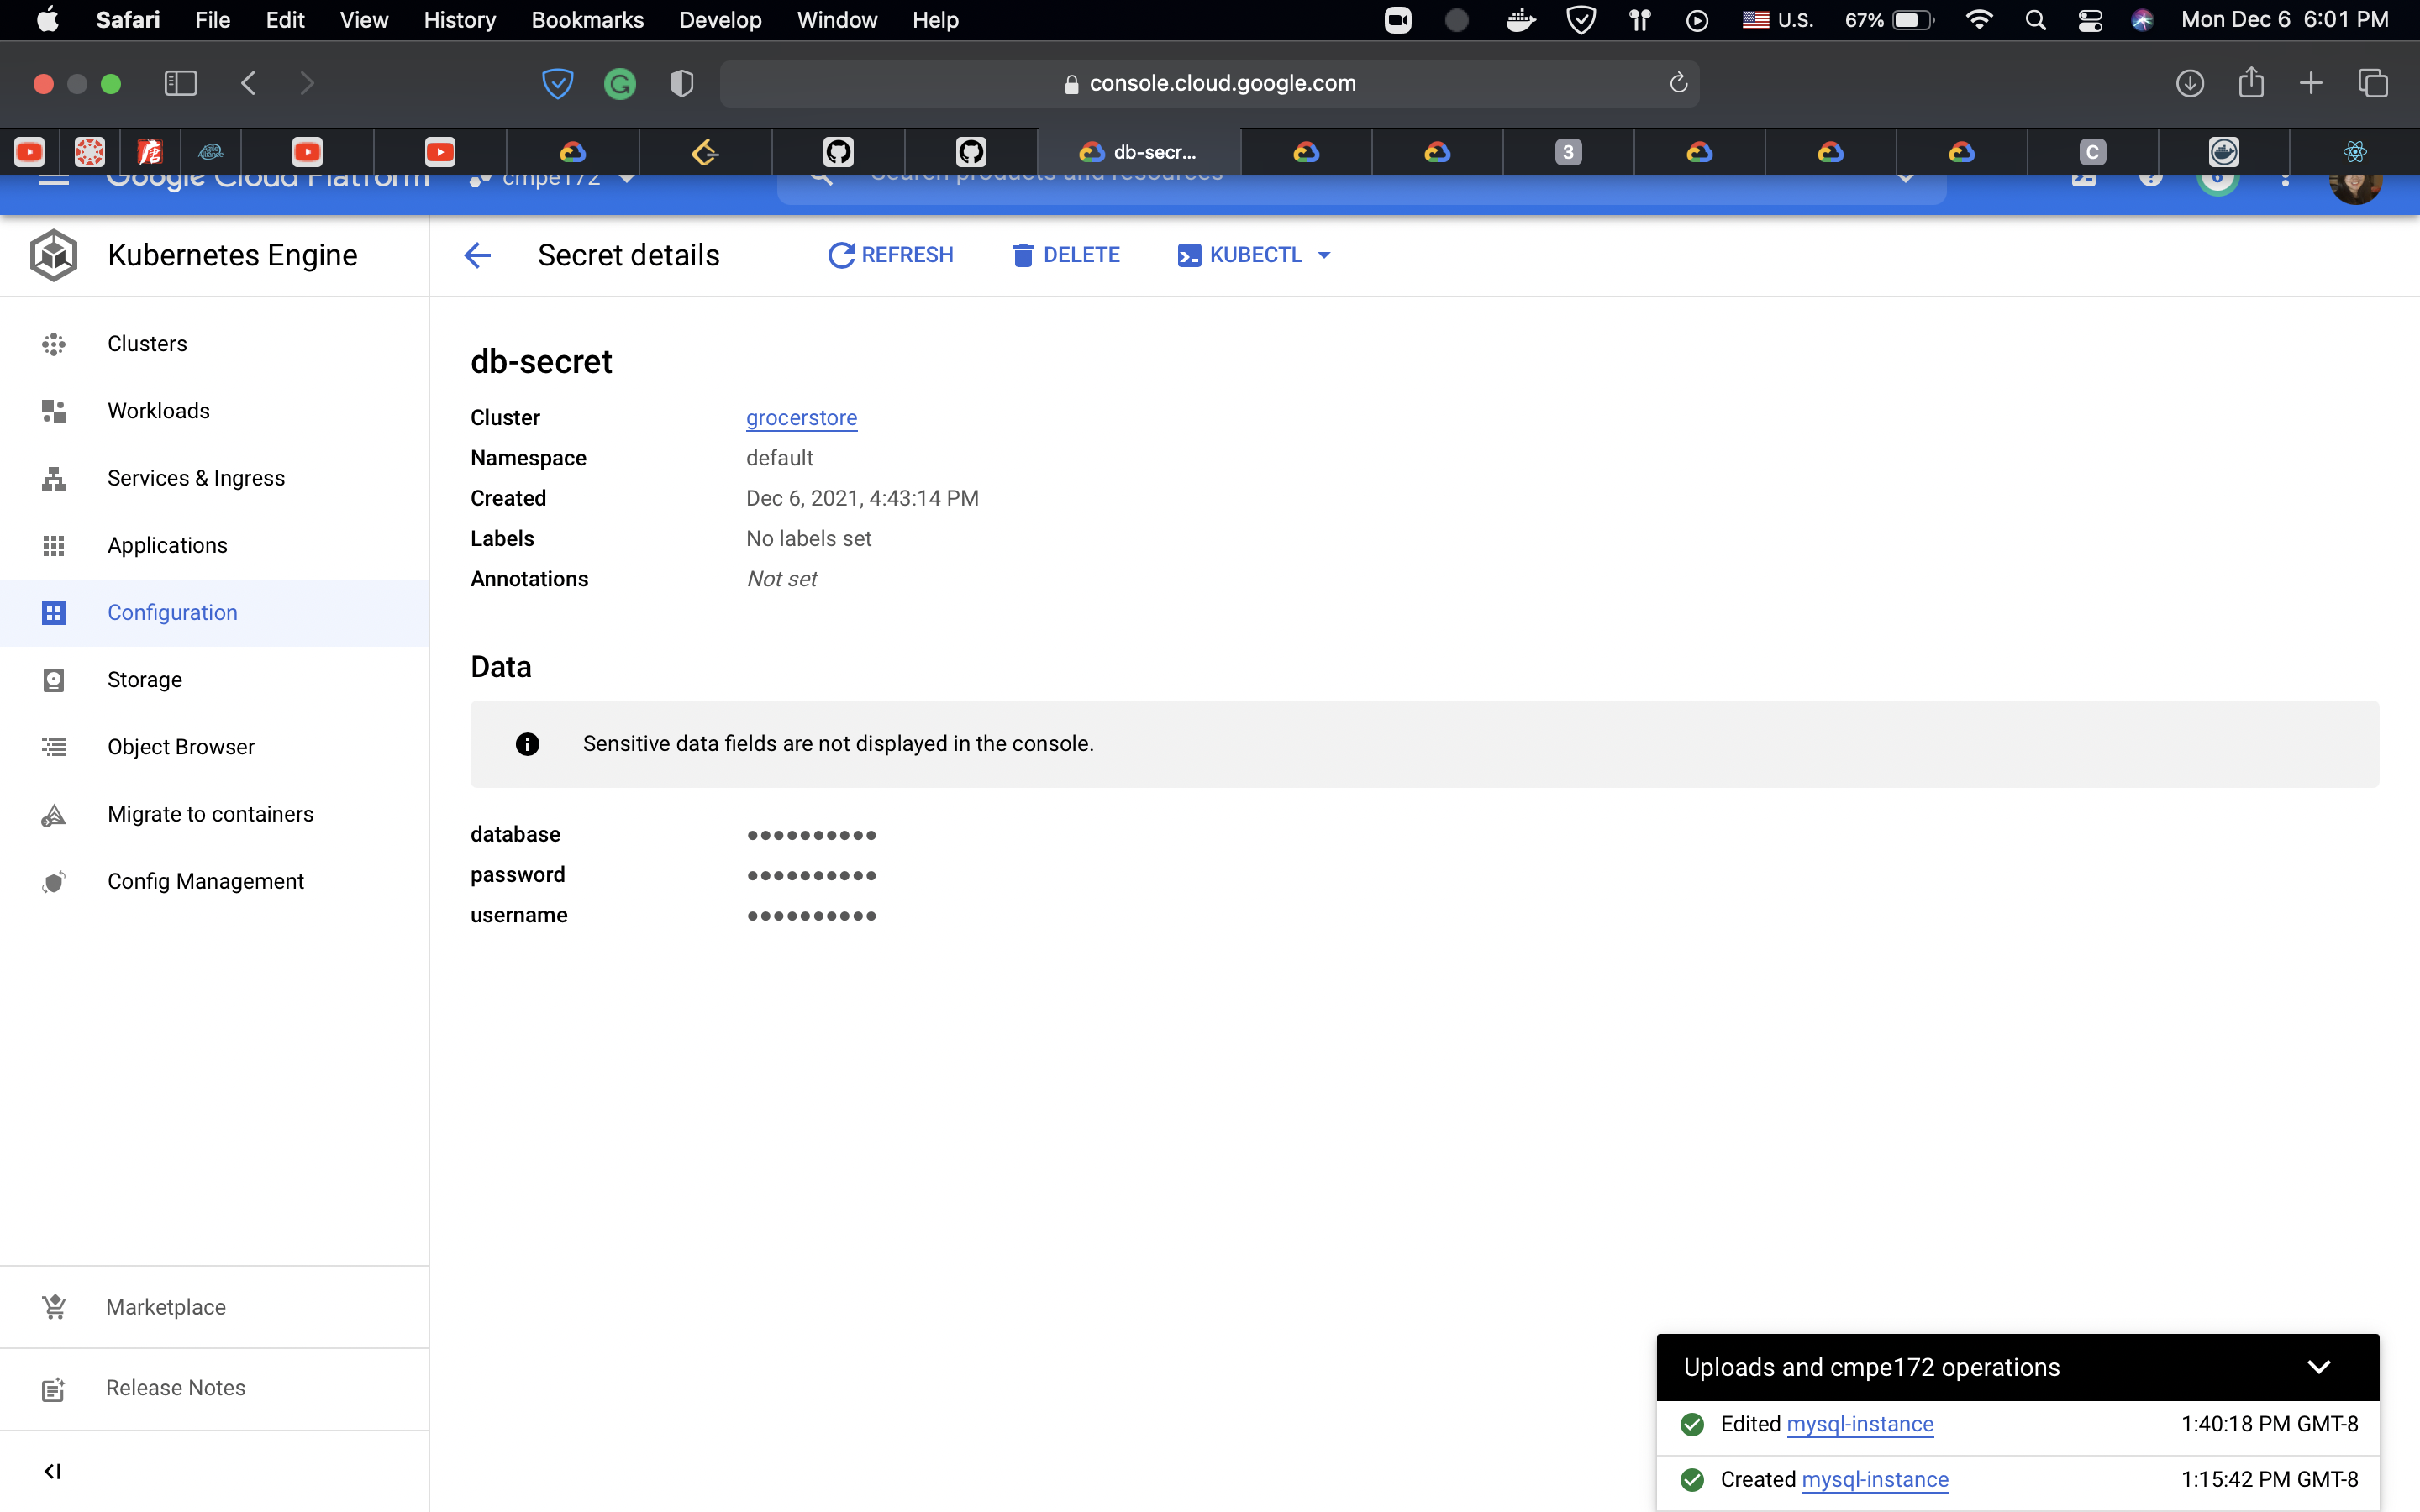 Safari File Edit View History Bookmarks Develop Window Help U.S. 67% Mon Dec 6 6:01 PM
console.cloud.google.com
db-secr... 3 C
Google Cloud Platform cmpe172 Search products and resources
Kubernetes Engine
Secret details REFRESH DELETE KUBECTL
Clusters
Workloads
Services & Ingress
Applications
Configuration
Storage
Object Browser
Migrate to containers
Config Management
Marketplace
Release Notes
db-secret
Cluster grocerstore
Namespace default
Created Dec 6, 2021, 4:43:14 PM
Labels No labels set
Annotations Not set
Data
Sensitive data fields are not displayed in the console.
database ••••••••••
password ••••••••••
username ••••••••••
Uploads and cmpe172 operations
Edited mysql-instance 1:40:18 PM GMT-8
Created mysql-instance 1:15:42 PM GMT-8